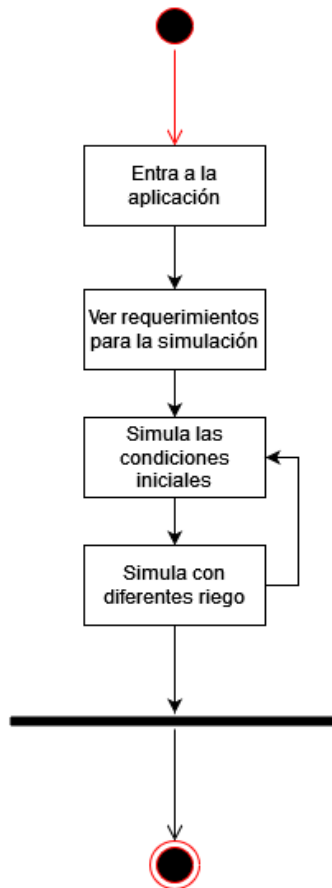 Entra a la
aplicación
Ver requerimientos
para la simulación
Simula las
condiciones
iniciales
Simula con
diferentes riego